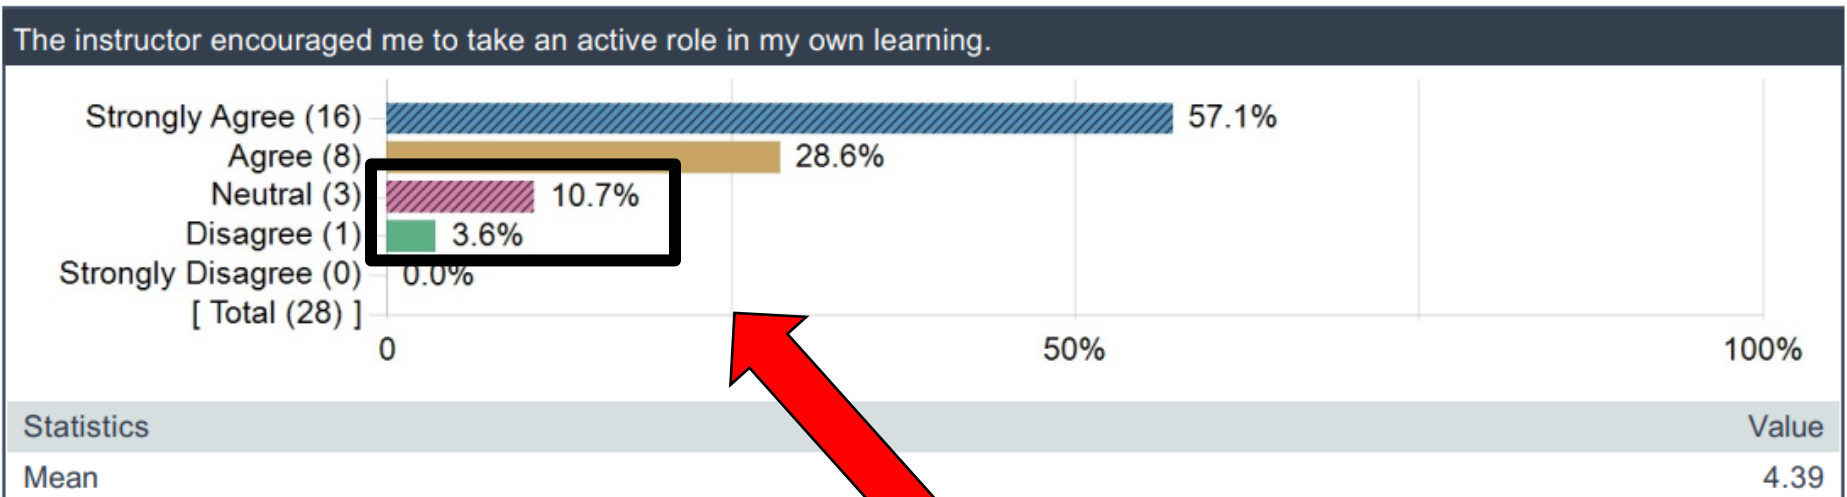 The instructor encouraged me to take an active role in my own learning.
Strongly Agree (16) 57.1%
Agree (8) 28.6%
Neutral (3) 10.7%
Disagree (1) 3.6%
Strongly Disagree (0) 0.0%
[ Total (28) ]
0 50% 100%
Statistics Value
Mean 4.39